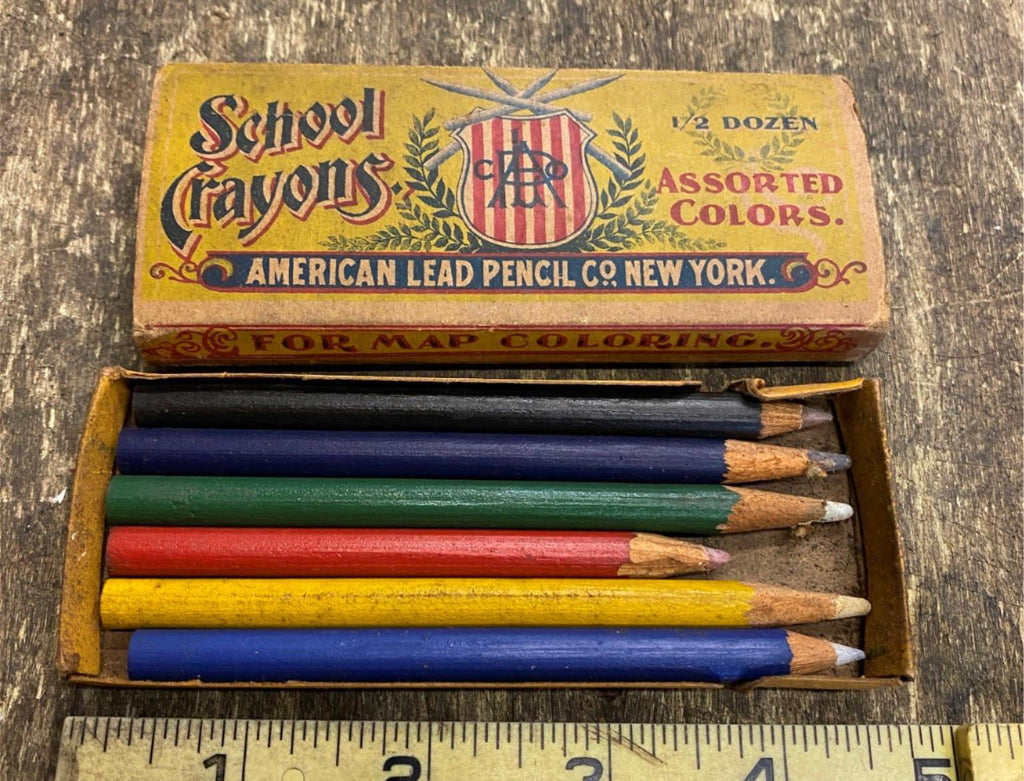 School
Crayons.
1/2 DOZEN
ASSORTED
COLORS.
AMERICAN LEAD PENCIL Co. NEW YORK.
FOR MAP COLORING.
1 2 3 4 5